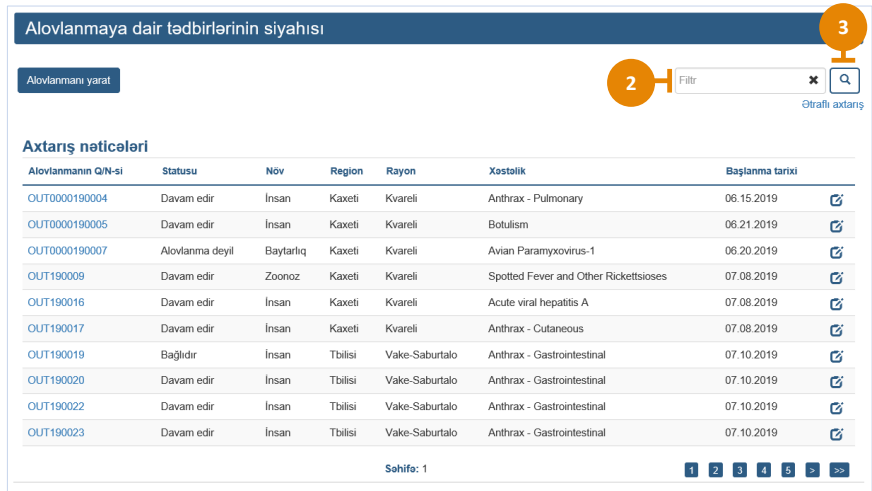 Alovlanmaya dair tədbirlərinin siyahısı
3
Alovlanmanı yarat
2
Filtr
Ətraflı axtarış
Axtarış nəticələri
Alovlanmanın Q/N-si Statusu Növ Region Rayon Xəstəlik Başlanma tarixi
OUT0000190004 Davam edir İnsan Kaxeti Kvareli Anthrax - Pulmonary 06.15.2019
OUT0000190005 Davam edir İnsan Kaxeti Kvareli Botulism 06.21.2019
OUT0000190007 Alovlanma deyil Baytarlıq Kaxeti Kvareli Avian Paramyxovirus-1 06.20.2019
OUT190009 Davam edir Zoonoz Kaxeti Kvareli Spotted Fever and Other Rickettsioses 07.08.2019
OUT190016 Davam edir İnsan Kaxeti Kvareli Acute viral hepatitis A 07.08.2019
OUT190017 Davam edir İnsan Kaxeti Kvareli Anthrax - Cutaneous 07.08.2019
OUT190019 Bağlıdır İnsan Tbilisi Vake-Saburtalo Anthrax - Gastrointestinal 07.10.2019
OUT190020 Davam edir İnsan Tbilisi Vake-Saburtalo Anthrax - Gastrointestinal 07.10.2019
OUT190022 Davam edir İnsan Tbilisi Vake-Saburtalo Anthrax - Gastrointestinal 07.10.2019
OUT190023 Davam edir İnsan Tbilisi Vake-Saburtalo Anthrax - Gastrointestinal 07.10.2019
Səhifə: 1 1 2 3 4 5 > >>